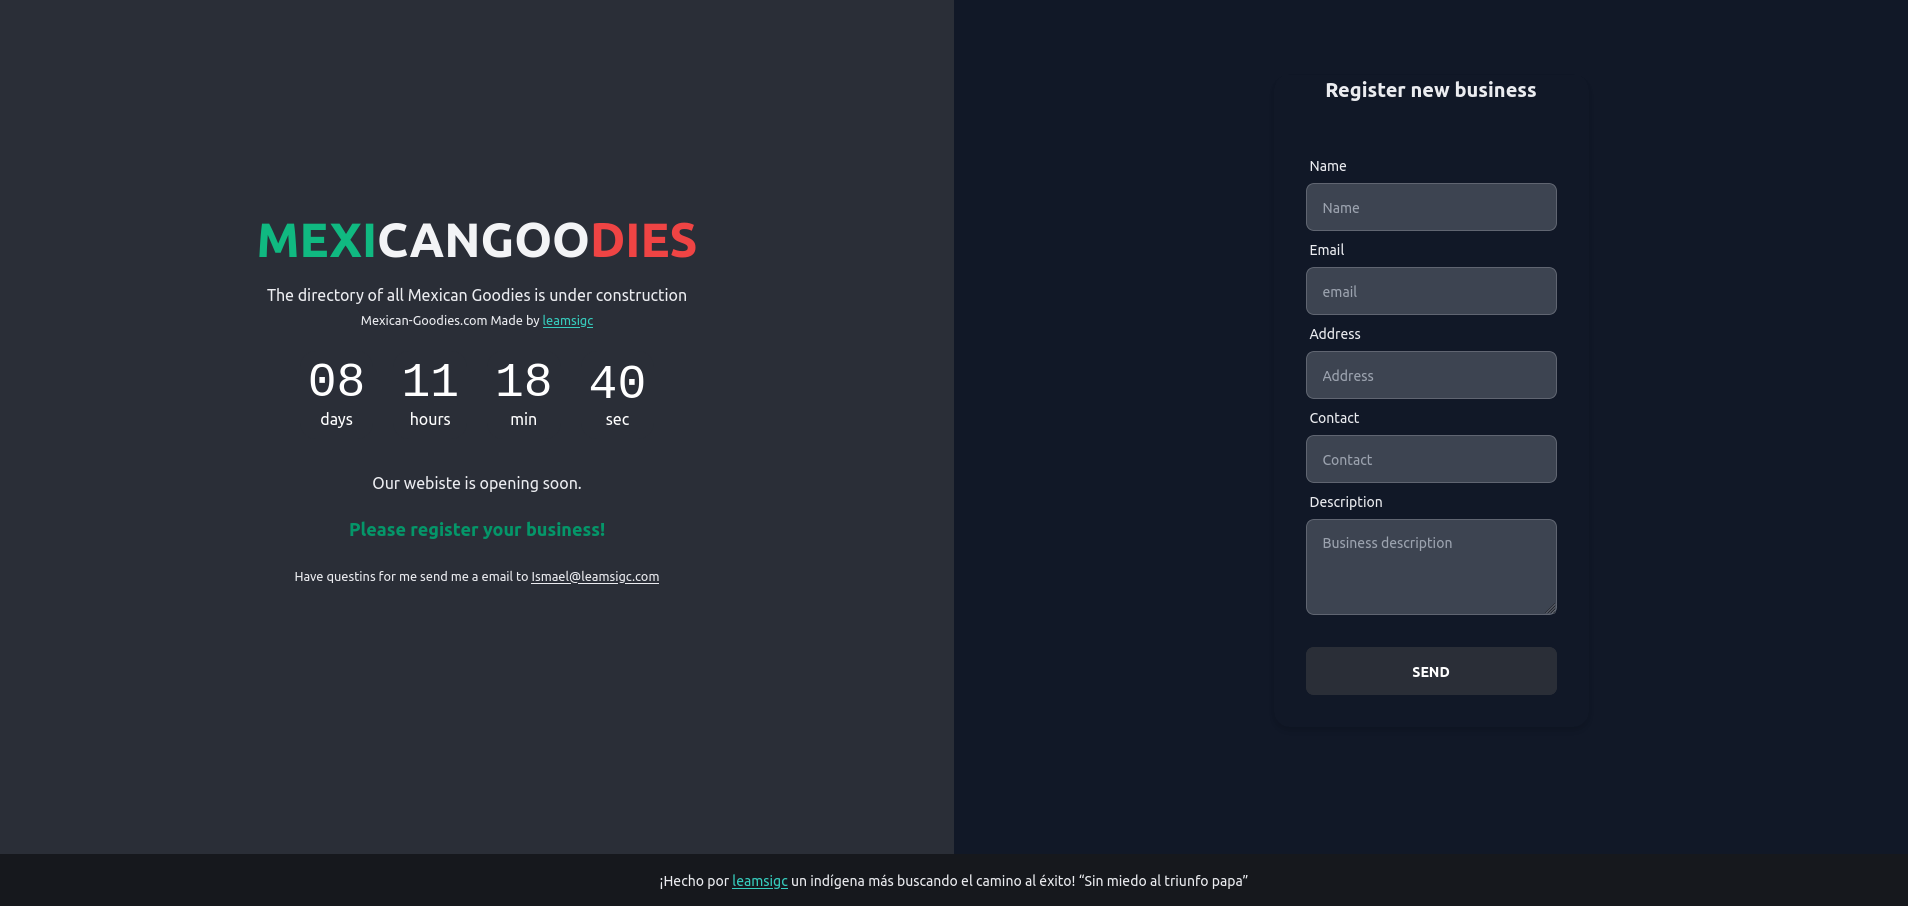 MEXICANGOODIES
The directory of all Mexican Goodies is under construction
Mexican-Goodies.com Made by leamsigc
08 11 18 40
days hours min sec
Our webiste is opening soon.
Please register your business!
Have questins for me send me a email to Ismael@leamsigc.com
Register new business
Name
Name
Email
email
Address
Address
Contact
Contact
Description
Business description
SEND
¡Hecho por leamsigc un indígena más buscando el camino al éxito! “Sin miedo al triunfo papa”